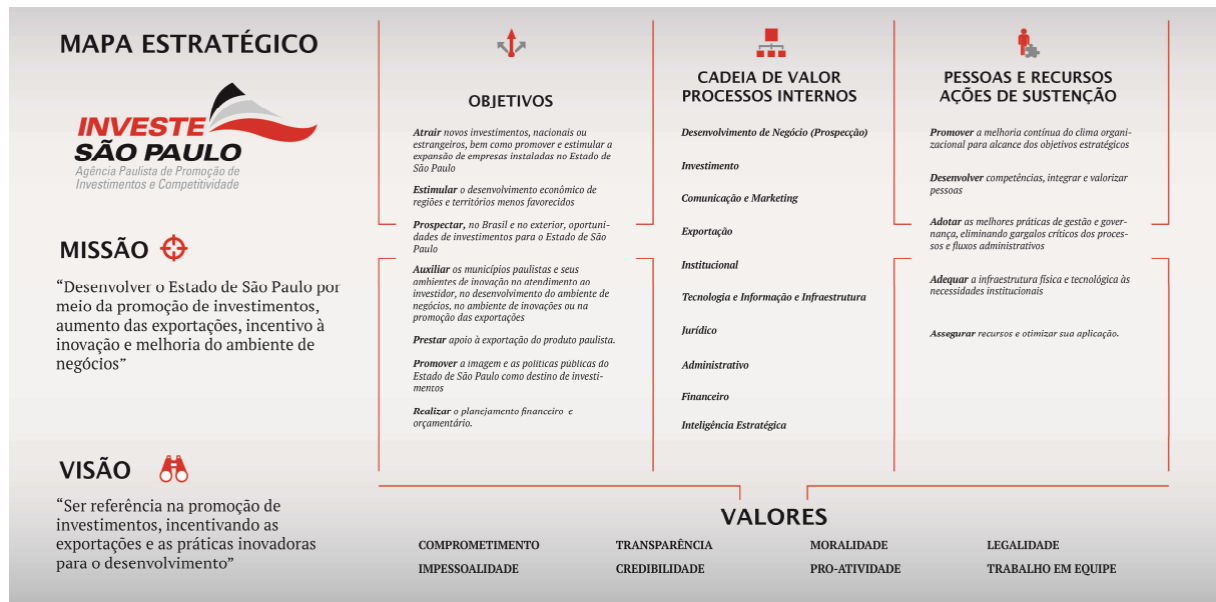 MAPA ESTRATÉGICO
INVESTE
SÃO PAULO
Agência Paulista de Promoção de
Investimentos e Competitividade
MISSÃO
“Desenvolver o Estado de São Paulo por
meio da promoção de investimentos,
aumento das exportações, incentivo à
inovação e melhoria do ambiente de
negócios”
VISÃO
“Ser referência na promoção de
investimentos, incentivando as
exportações e as práticas inovadoras
para o desenvolvimento”
OBJETIVOS
Atrair novos investimentos, nacionais ou
estrangeiros, bem como promover e estimular a
expansão de empresas instaladas no Estado de
São Paulo
Estimular o desenvolvimento econômico de
regiões e territórios menos favorecidos
Prospectar, no Brasil e no exterior, oportuni-
dades de investimentos para o Estado de São
Paulo
Auxiliar os municípios paulistas e seus
ambientes de inovação no atendimento ao
investidor, no desenvolvimento do ambiente de
negócios, no ambiente de inovações ou na
promoção das exportações
Prestar apoio à exportação do produto paulista.
Promover a imagem e as políticas públicas do
Estado de São Paulo como destino de investi-
mentos
Realizar o planejamento financeiro e
orçamentário.
CADEIA DE VALOR
PROCESSOS INTERNOS
Desenvolvimento de Negócio (Prospecção)
Investimento
Comunicação e Marketing
Exportação
Institucional
Tecnologia e Informação e Infraestrutura
Jurídico
Administrativo
Financeiro
Inteligência Estratégica
PESSOAS E RECURSOS
AÇÕES DE SUSTENÇÃO
Promover a melhoria contínua do clima organi-
zacional para alcance dos objetivos estratégicos
Desenvolver competências, integrar e valorizar
pessoas
Adotar as melhores práticas de gestão e gover-
nança, eliminando gargalos críticos dos proces-
sos e fluxos administrativos
Adequar a infraestrutura física e tecnológica às
necessidades institucionais
Assegurar recursos e otimizar sua aplicação.
VALORES
COMPROMETIMENTO TRANSPARÊNCIA MORALIDADE LEGALIDADE
IMPESSOALIDADE CREDIBILIDADE PRO-ATIVIDADE TRABALHO EM EQUIPE